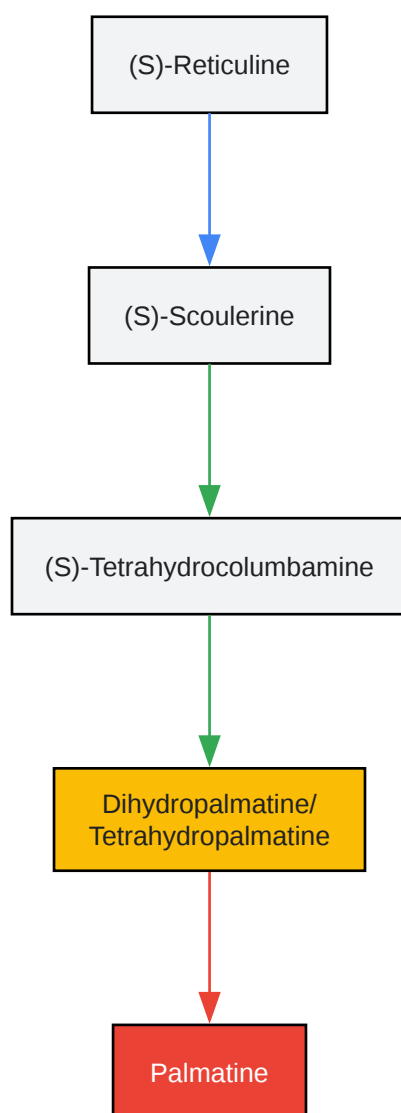 (S)-Reticuline
(S)-Scoulerine
(S)-Tetrahydrocolumbamine
Dihydropalmatine/
Tetrahydropalmatine
Palmatine